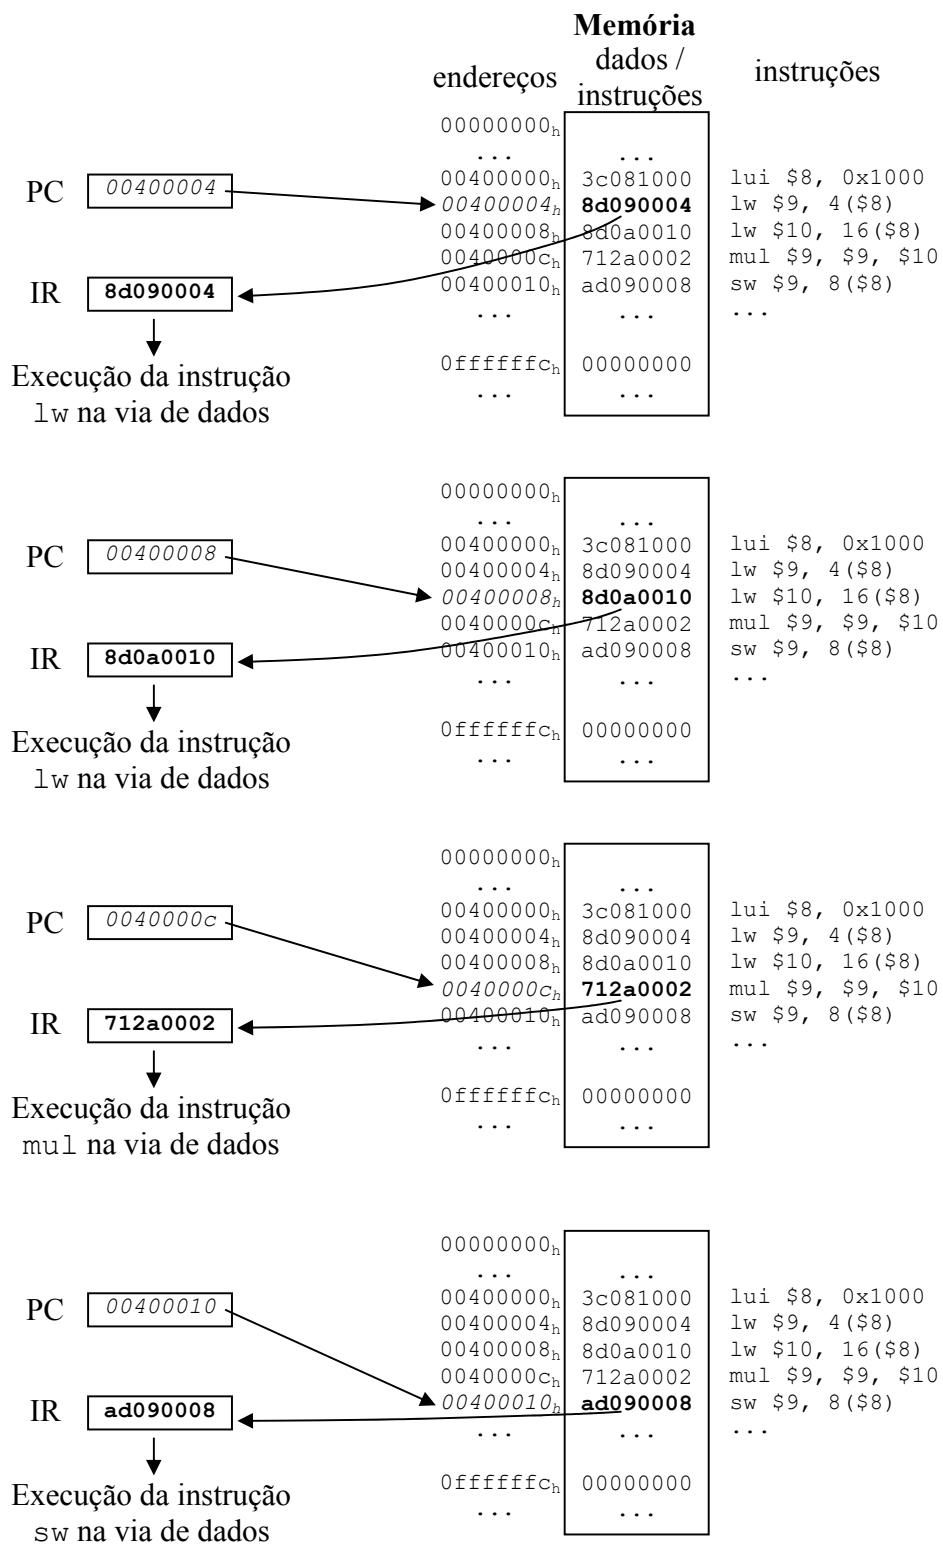 Memória
endereços dados / instruções
instruções
00000000h
... ...
PC 00400004 00400000h 3c081000 lui $8, 0x1000
00400004h 8d090004 lw $9, 4($8)
00400008h 8d0a0010 lw $10, 16($8)
0040000ch 712a0002 mul $9, $9, $10
IR 8d090004 00400010h ad090008 sw $9, 8($8)
... ... ...
0ffffffch 00000000
Execução da instrução
... ...
lw na via de dados
00000000h
... ...
PC 00400008 00400000h 3c081000 lui $8, 0x1000
00400004h 8d090004 lw $9, 4($8)
00400008h 8d0a0010 lw $10, 16($8)
0040000ch 712a0002 mul $9, $9, $10
IR 8d0a0010 00400010h ad090008 sw $9, 8($8)
... ... ...
0ffffffch 00000000
Execução da instrução
... ...
lw na via de dados
00000000h
... ...
PC 0040000c 00400000h 3c081000 lui $8, 0x1000
00400004h 8d090004 lw $9, 4($8)
00400008h 8d0a0010 lw $10, 16($8)
0040000ch 712a0002 mul $9, $9, $10
IR 712a0002 00400010h ad090008 sw $9, 8($8)
... ... ...
0ffffffch 00000000
Execução da instrução
... ...
mul na via de dados
00000000h
... ...
PC 00400010 00400000h 3c081000 lui $8, 0x1000
00400004h 8d090004 lw $9, 4($8)
00400008h 8d0a0010 lw $10, 16($8)
0040000ch 712a0002 mul $9, $9, $10
IR ad090008 00400010h ad090008 sw $9, 8($8)
... ... ...
0ffffffch 00000000
Execução da instrução
... ...
sw na via de dados